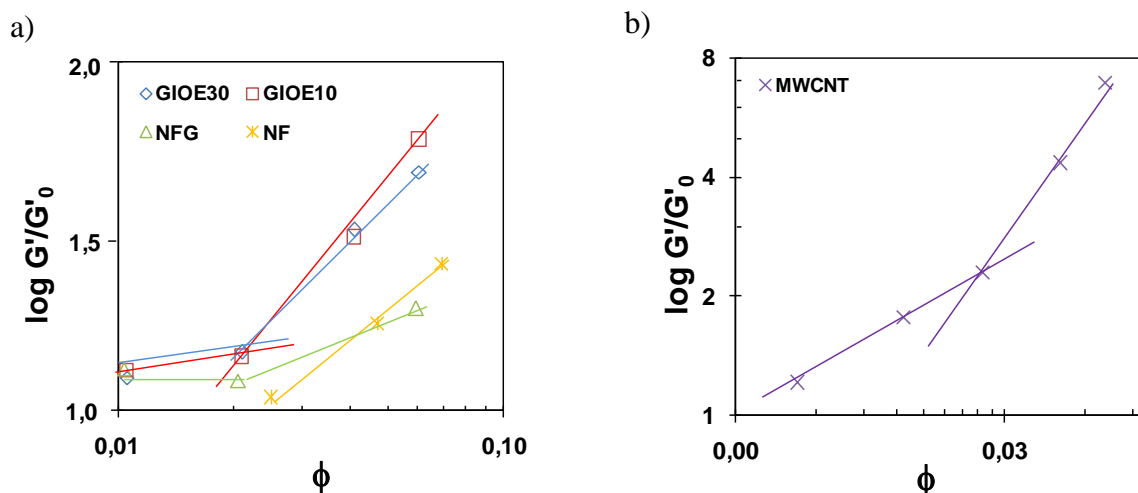 a)
log G'/G'0
2,0
1,5
1,0
GIOE30 GIOE10
NFG NF
0,01 0,10
ϕ
b)
log G'/G'0
8
4
2
1
MWCNT
0,00 0,03
ϕ